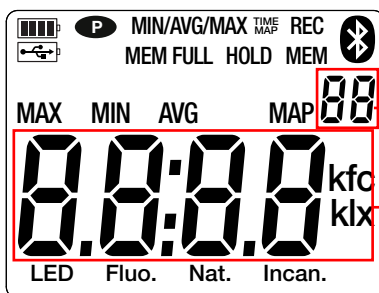 P MIN/AVG/MAX TIME MAP REC
MEM FULL HOLD MEM
MAX MIN AVG MAP 88
8.8:8.8 kfc
klx
LED Fluo. Nat. Incan.